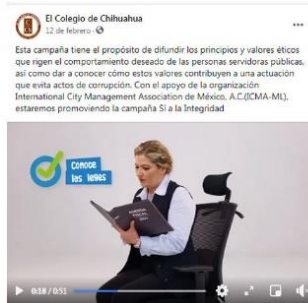 El Colegio de Chihuahua
12 de febrero ·
Esta campaña tiene el propósito de difundir los principios y valores éticos
que rigen el comportamiento deseado de las personas servidoras públicas,
así como dar a conocer cómo estos valores contribuyen a una actuación
que evita actos de corrupción. Con el apoyo de la organización
International City Management Association de México, A.C.(ICMA-ML),
estaremos promoviendo la campaña Sí a la Integridad
Conoce
las leyes
0:18 / 0:51